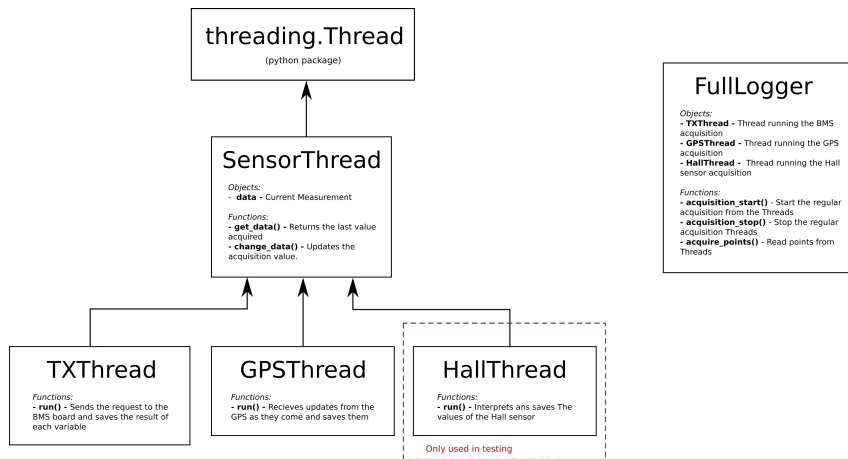 threading.Thread
(python package)
SensorThread
Objects:
- data - Current Measurement
Functions:
- get_data() - Returns the last value
acquired
- change_data() - Updates the
acquisition value.
TXThread
Functions:
- run() - Sends the request to the
BMS board and saves the result of
each variable
GPSThread
Functions:
- run() - Recieves updates from the
GPS as they come and saves them
HallThread
Functions:
- run() - Interprets ans saves The
values of the Hall sensor
Only used in testing
FullLogger
Objects:
- TXThread - Thread running the BMS
acquisition
- GPSThread - Thread running the GPS
acquisition
- HallThread - Thread running the Hall
sensor acquisition
Functions:
- acquisition_start() - Start the regular
acquisition from the Threads
- acquisition_stop() - Stop the regular
acquisition Threads
- acquire_points() - Read points from
Threads